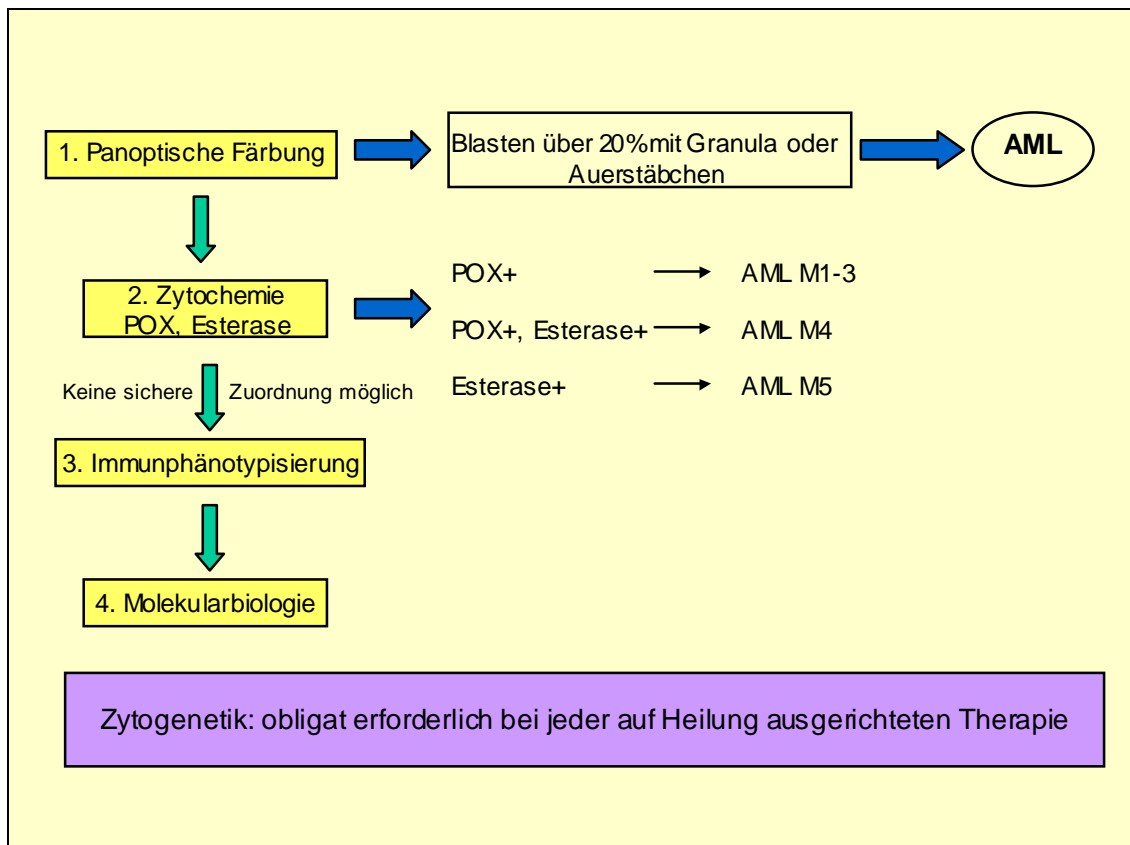 1. Panoptische Färbung
Blasten über 20%mit Granula oder
Auerstäbchen
AML
2. Zytochemie
POX, Esterase
POX+ AML M1-3
POX+, Esterase+ AML M4
Esterase+ AML M5
Keine sichere Zuordnung möglich
3. Immunphänotypisierung
4. Molekularbiologie
Zytogenetik: obligat erforderlich bei jeder auf Heilung ausgerichteten Therapie